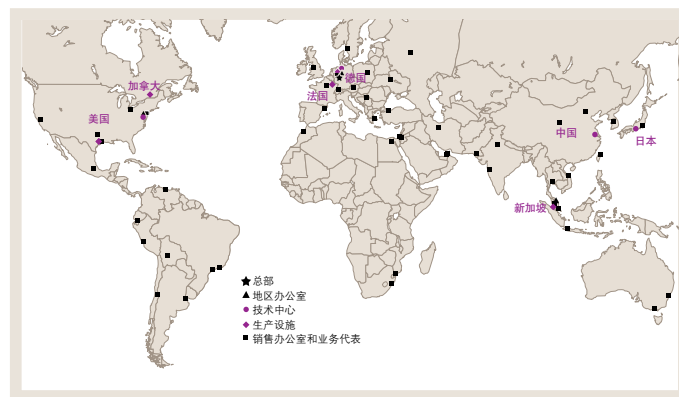 加拿大
美国
德国
法国
中国
日本
新加坡
总部
地区办公室
技术中心
生产设施
销售办公室和业务代表